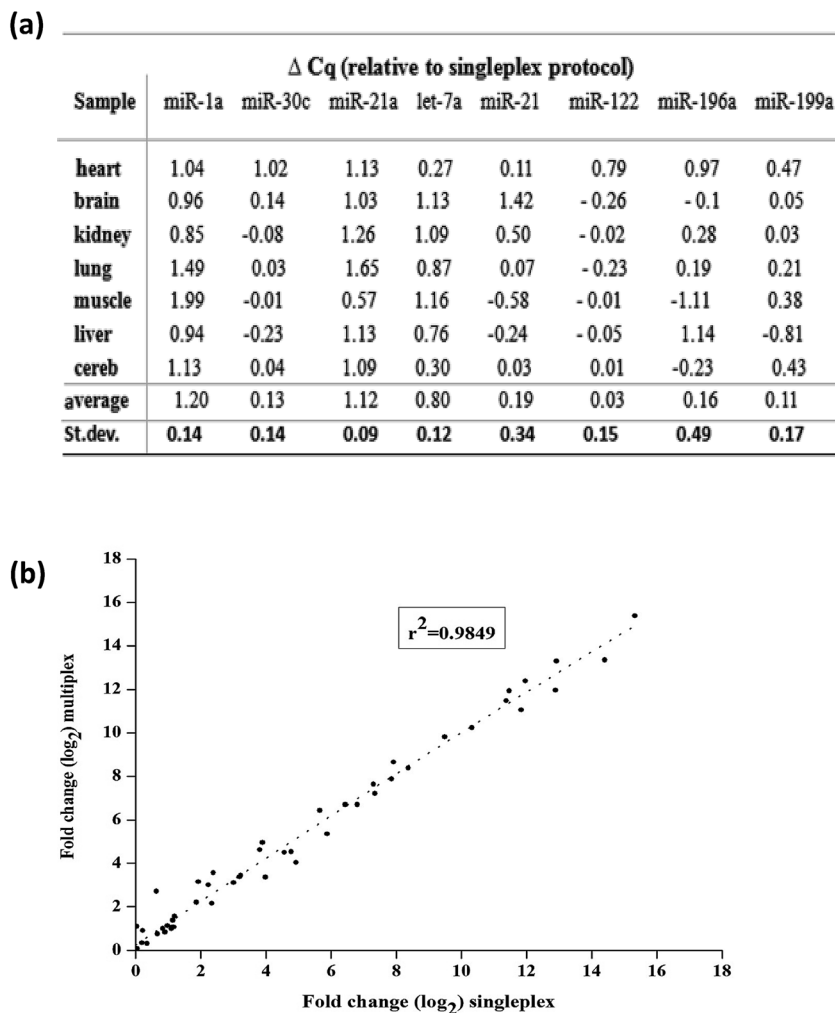 (a)
Δ Cq (relative to singleplex protocol)
Sample miR-1a miR-30c miR-21a let-7a miR-21 miR-122 miR-196a miR-199a
heart 1.04 1.02 1.13 0.27 0.11 0.79 0.97 0.47
brain 0.96 0.14 1.03 1.13 1.42 - 0.26 - 0.1 0.05
kidney 0.85 -0.08 1.26 1.09 0.50 - 0.02 0.28 0.03
lung 1.49 0.03 1.65 0.87 0.07 - 0.23 0.19 0.21
muscle 1.99 -0.01 0.57 1.16 -0.58 - 0.01 -1.11 0.38
liver 0.94 -0.23 1.13 0.76 -0.24 - 0.05 1.14 -0.81
cereb 1.13 0.04 1.09 0.30 0.03 0.01 -0.23 0.43
average 1.20 0.13 1.12 0.80 0.19 0.03 0.16 0.11
St.dev. 0.14 0.14 0.09 0.12 0.34 0.15 0.49 0.17
(b)
18
16
14
12
10
8
6
4
2
0
Fold change (log2) multiplex
r2=0.9849
0 2 4 6 8 10 12 14 16 18
Fold change (log2) singleplex